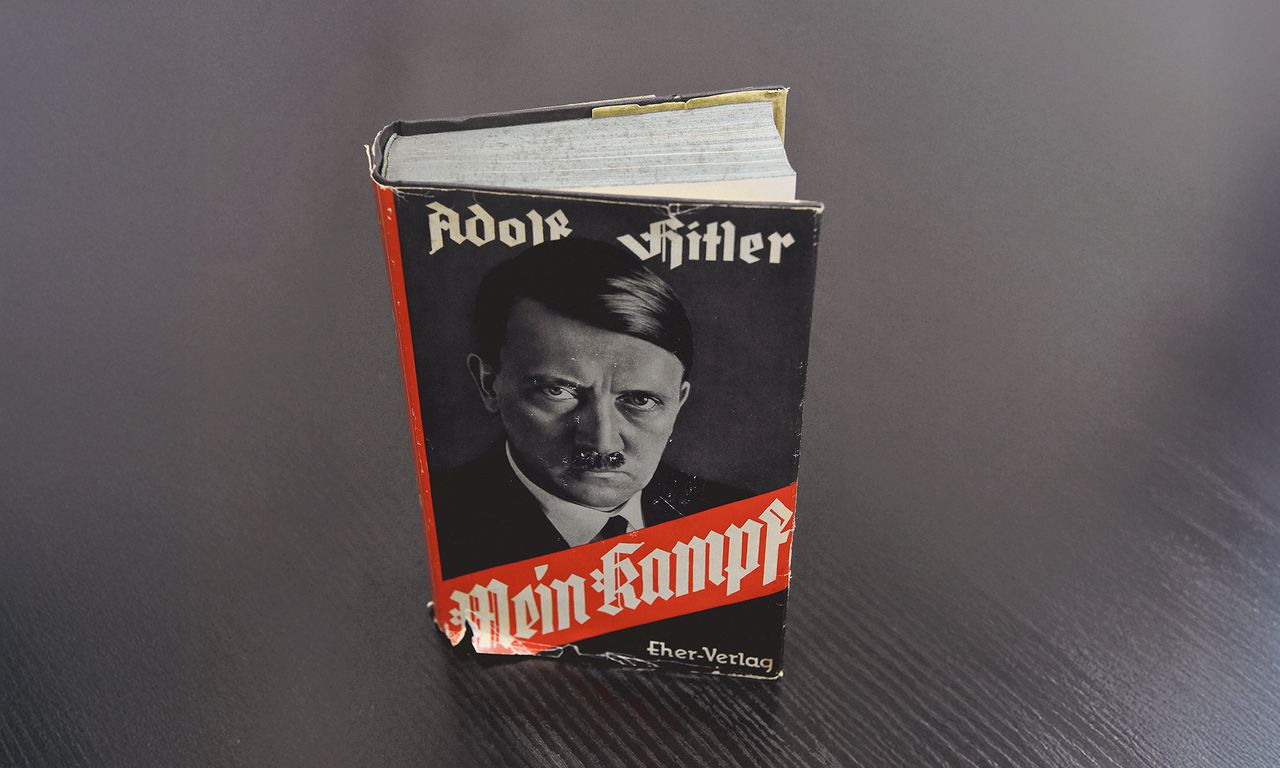 Adolf Hitler
Mein Kampf
Eher-Verlag